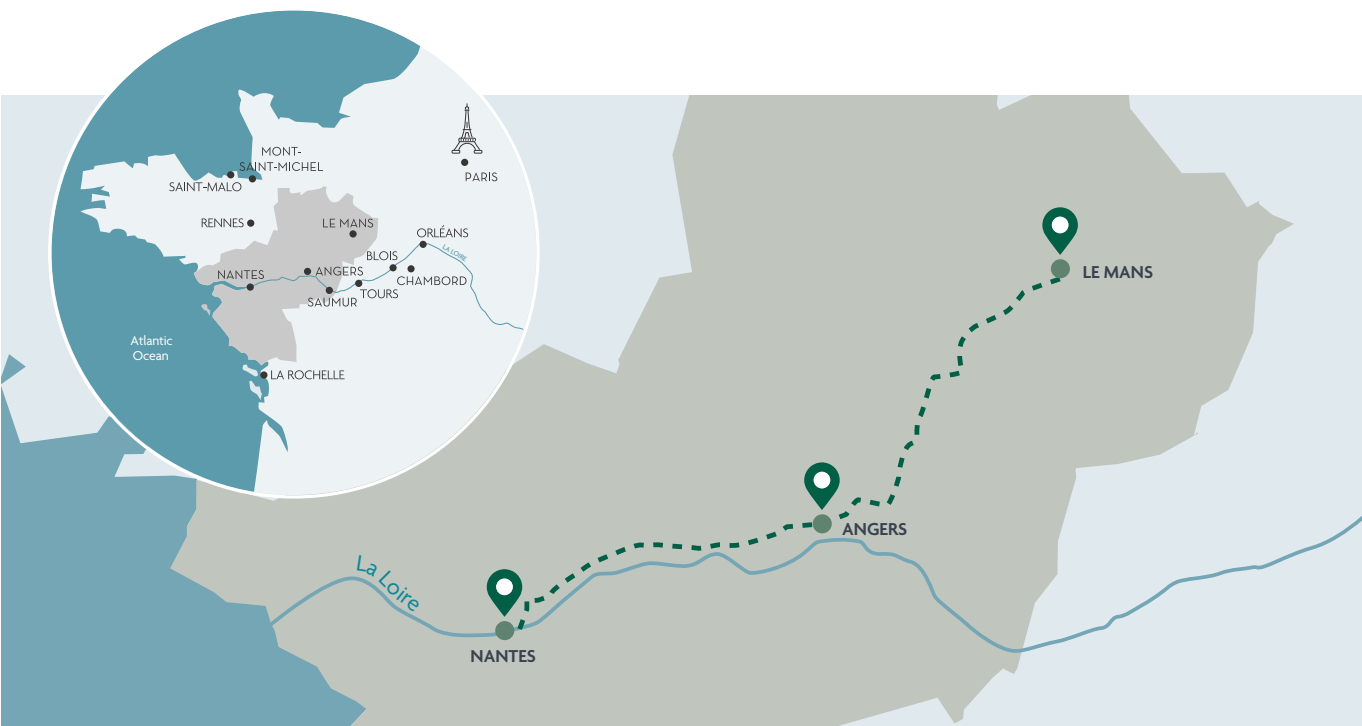 MONT-
SAINT-MICHEL
SAINT-MALO
PARIS
RENNES
LE MANS
ORLÉANS
LA LOIRE
BLOIS
NANTES
ANGERS
CHAMBORD
TOURS
SAUMUR
Atlantic
Ocean
LA ROCHELLE
LE MANS
ANGERS
La Loire
NANTES